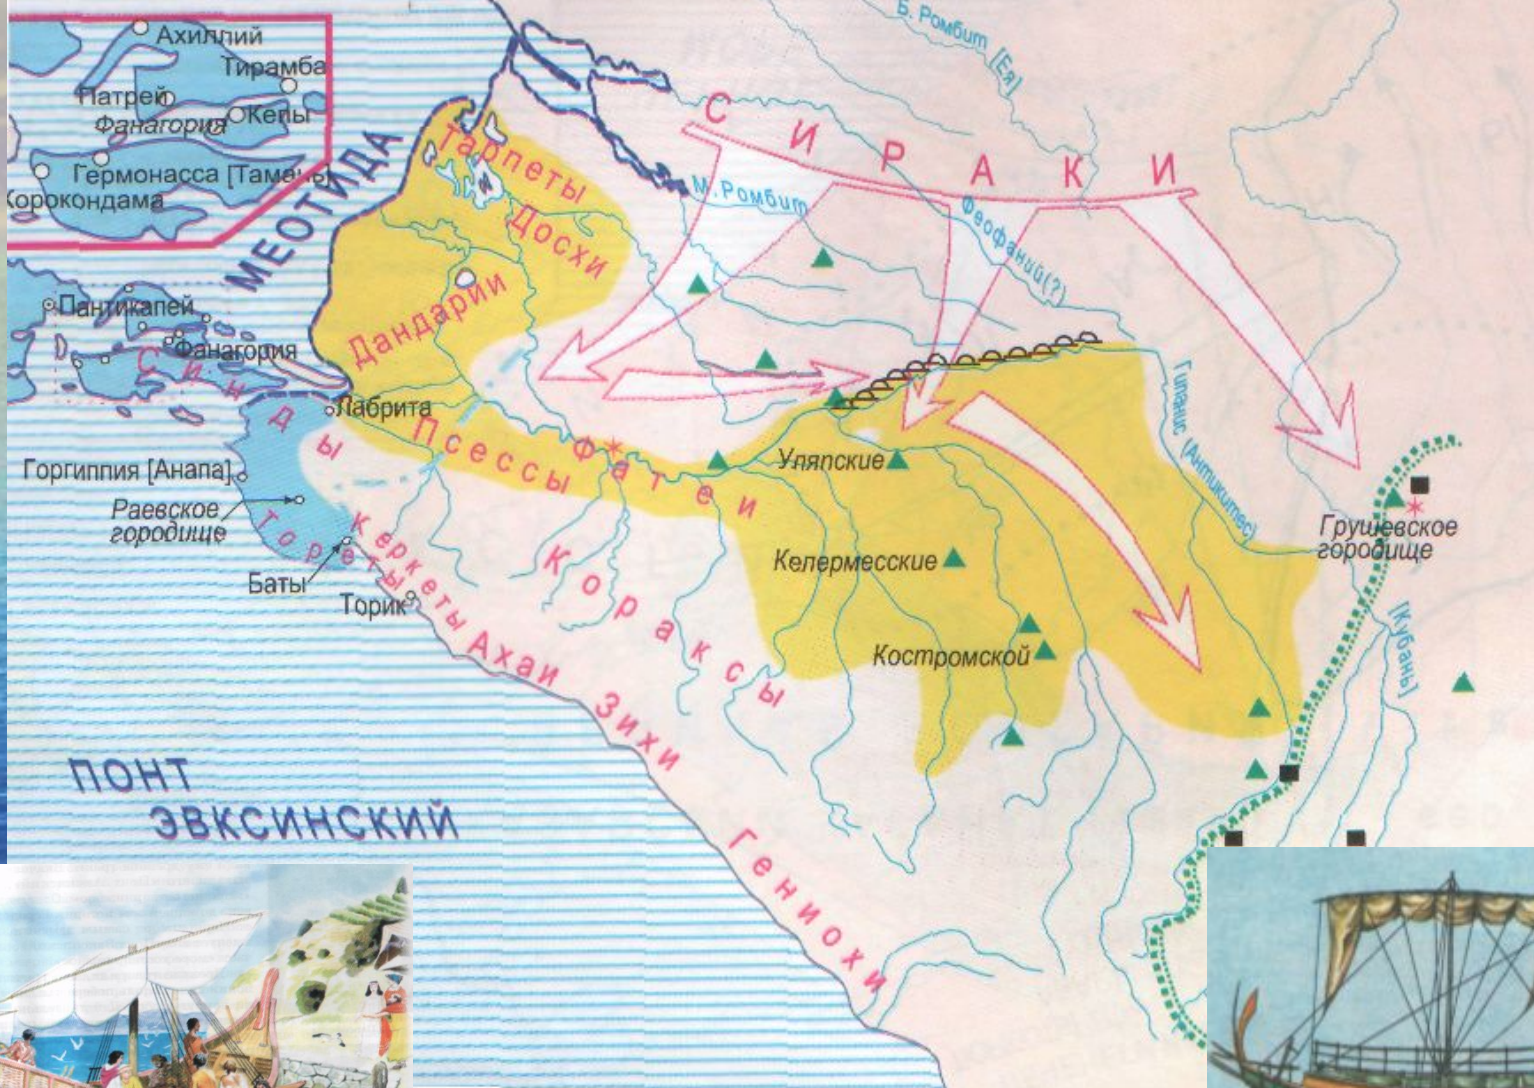 Ахиллий
Тирамба
Патрей
Кепы
Фанагория
Гермонасса [Тамань]
Корокондама
МЕОТИДА
Б. Ромбит [Ея]
СИРАКИ
М. Ромбит
Феофаний(?)
Тарпеты
Досхи
Дандарии
Пантикапей
Фанагория
Синды
Лабрита
Псессы
Фатеи
Гипанис (Антикитес)
Горгиппия [Анапа]
Раевское
городище
Тореты
Баты
Торик
Керкеты
Кораксы
Уляпские
Келермесские
Костромской
Грушевское
городище
[Кубань]
Ахаи
Зихи
Гениохи
ПОНТ
ЭВКСИНСКИЙ